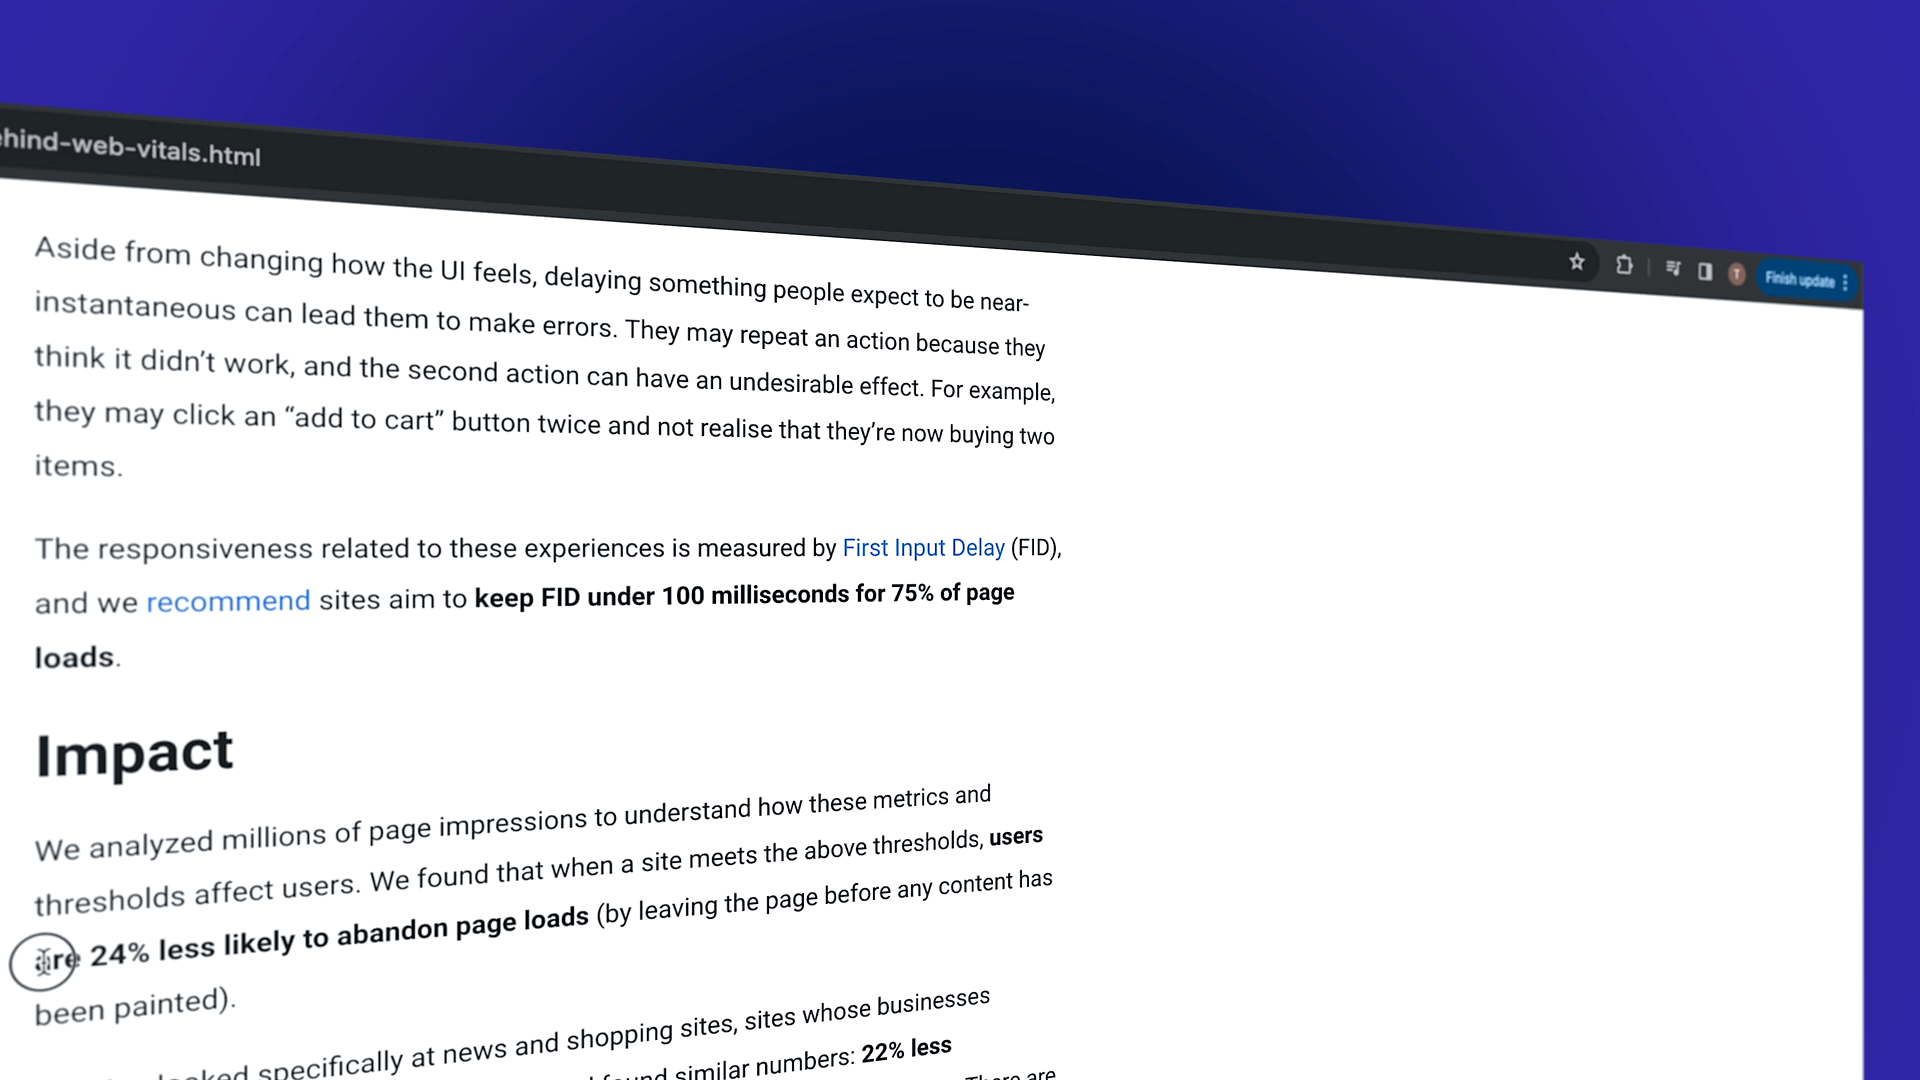 ehind-web-vitals.html
T
Finish update
Aside from changing how the UI feels, delaying something people expect to be near-
instantaneous can lead them to make errors. They may repeat an action because they
think it didn’t work, and the second action can have an undesirable effect. For example,
they may click an “add to cart” button twice and not realise that they’re now buying two
items.
The responsiveness related to these experiences is measured by First Input Delay (FID),
and we recommend sites aim to keep FID under 100 milliseconds for 75% of page
loads.
Impact
We analyzed millions of page impressions to understand how these metrics and
thresholds affect users. We found that when a site meets the above thresholds, users
are 24% less likely to abandon page loads (by leaving the page before any content has
been painted).
looked specifically at news and shopping sites, sites whose businesses
found similar numbers: 22% less
There are